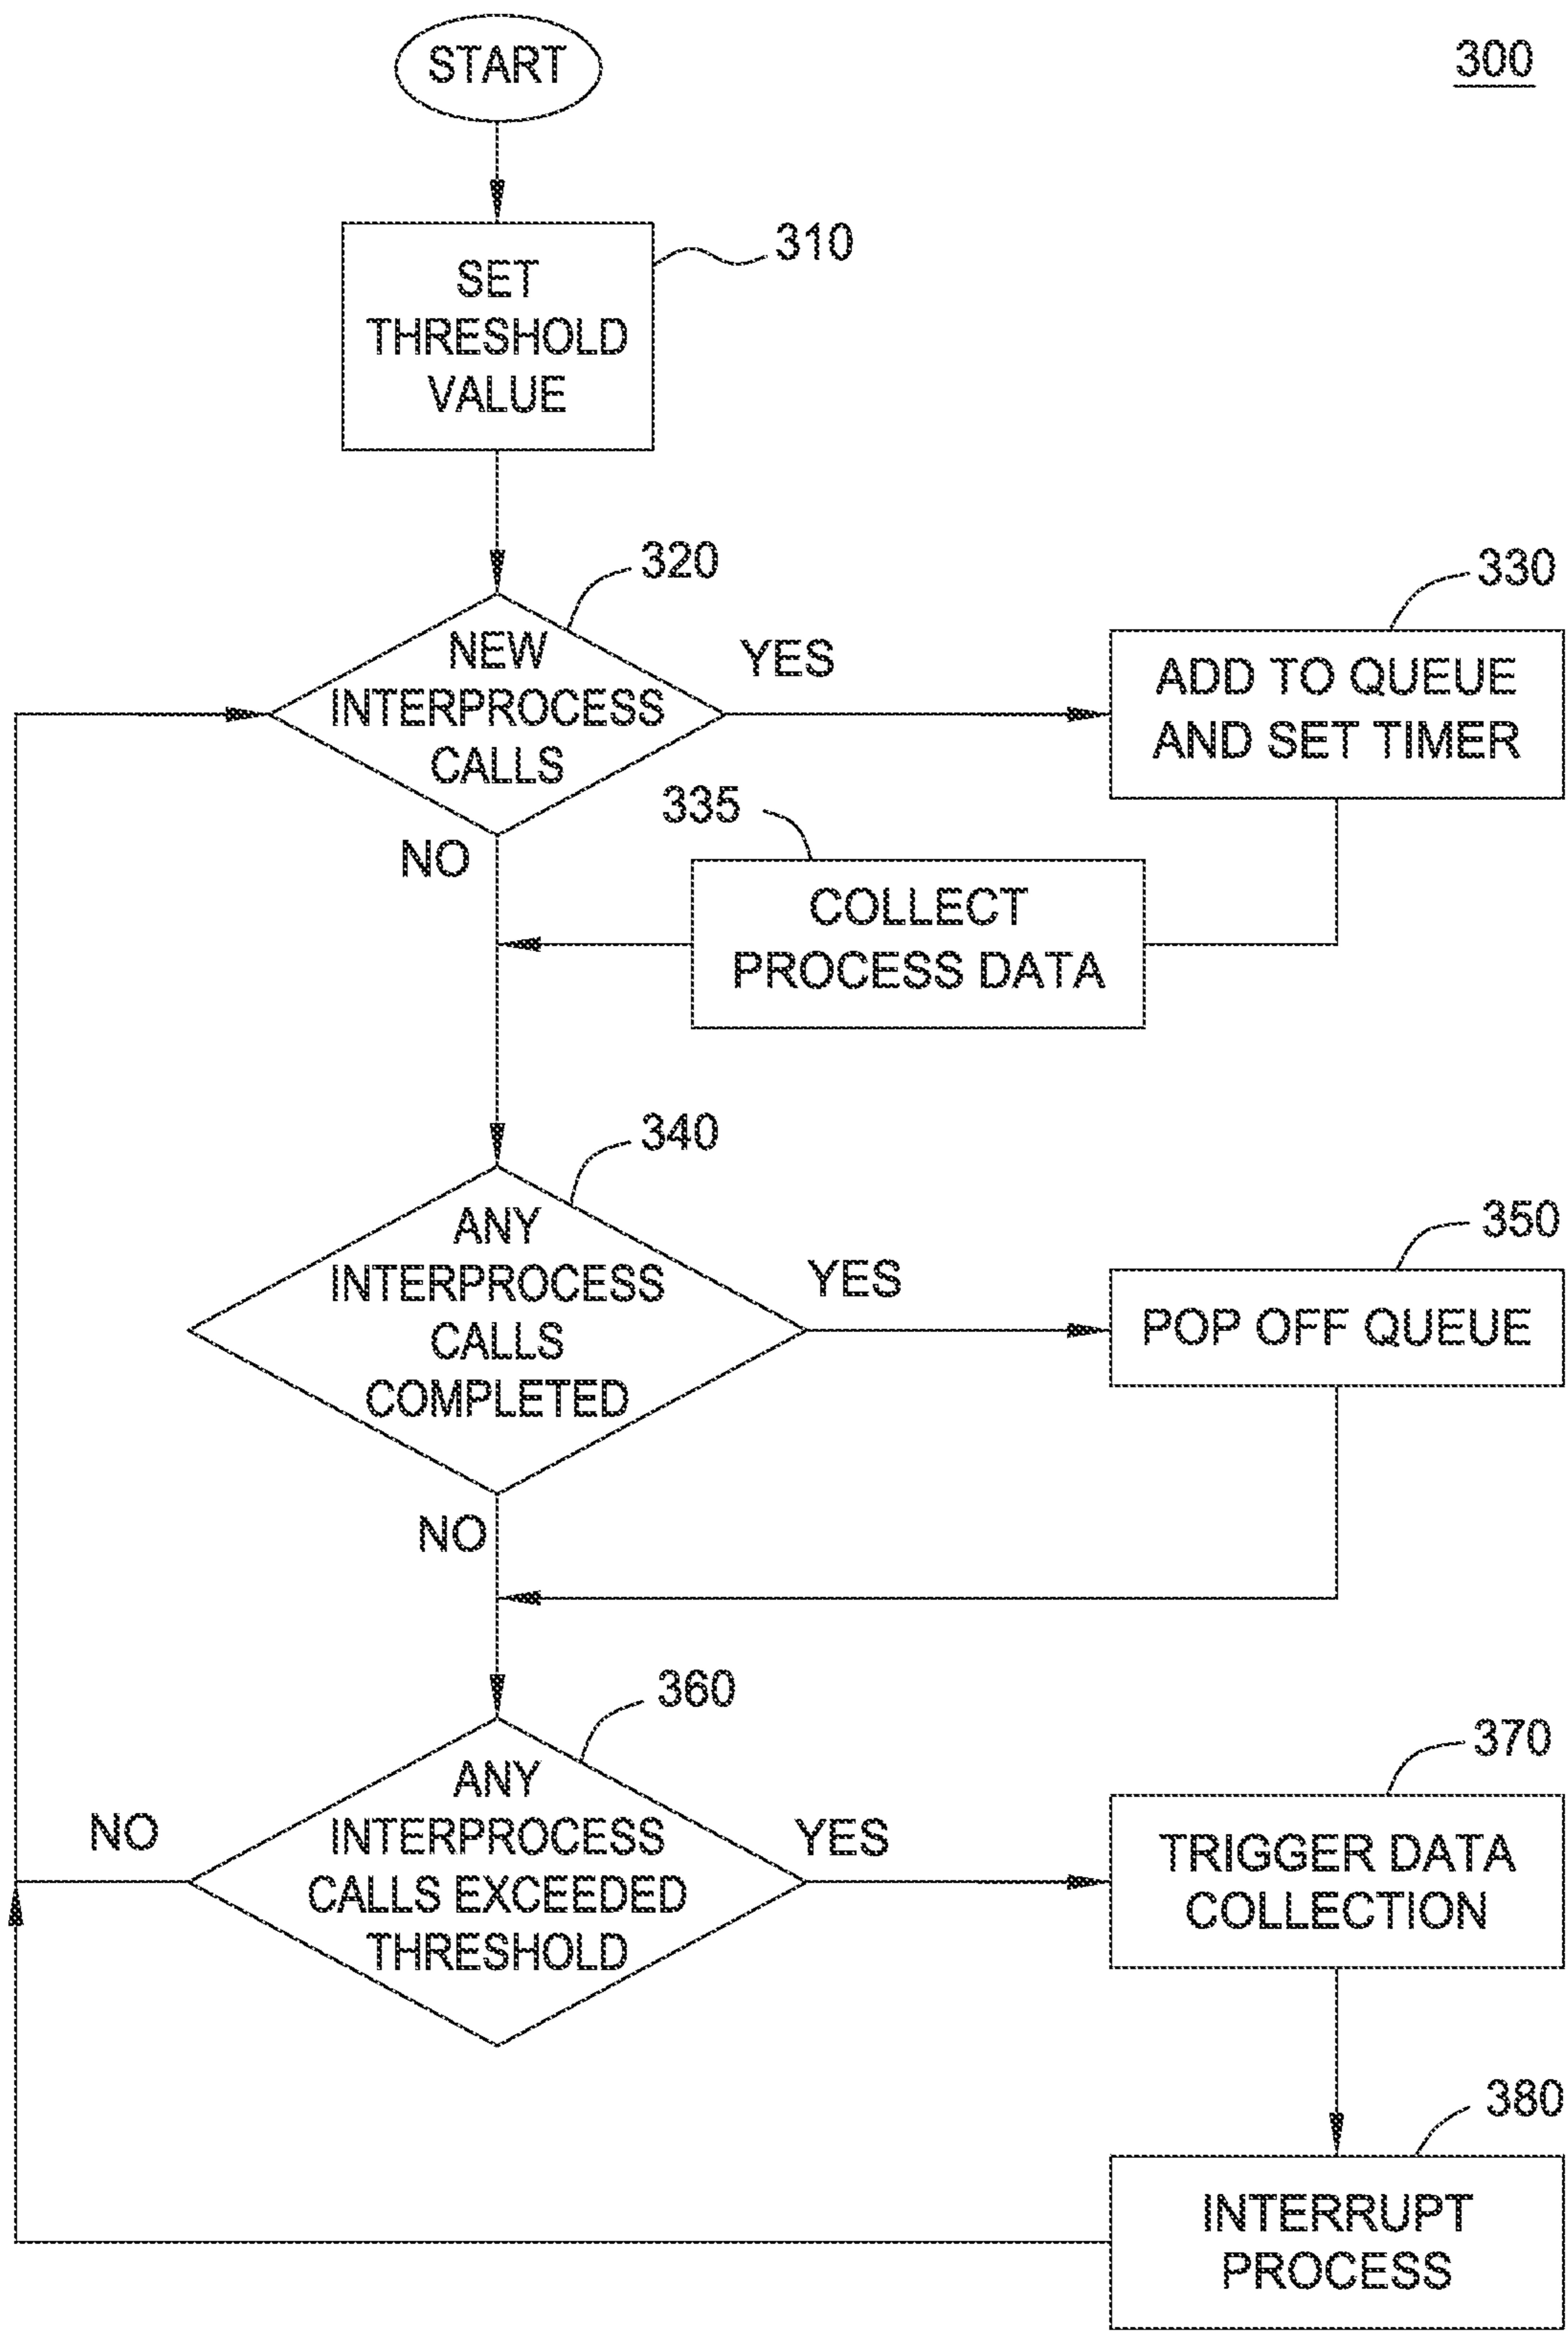 START
300
310
SET
THRESHOLD
VALUE
320
330
NEW
INTERPROCESS
CALLS
YES
ADD TO QUEUE
AND SET TIMER
335
NO
COLLECT
PROCESS DATA
340
350
ANY
INTERPROCESS
CALLS
COMPLETED
YES
POP OFF QUEUE
NO
360
370
ANY
INTERPROCESS
CALLS EXCEEDED
THRESHOLD
NO
YES
TRIGGER DATA
COLLECTION
380
INTERRUPT
PROCESS